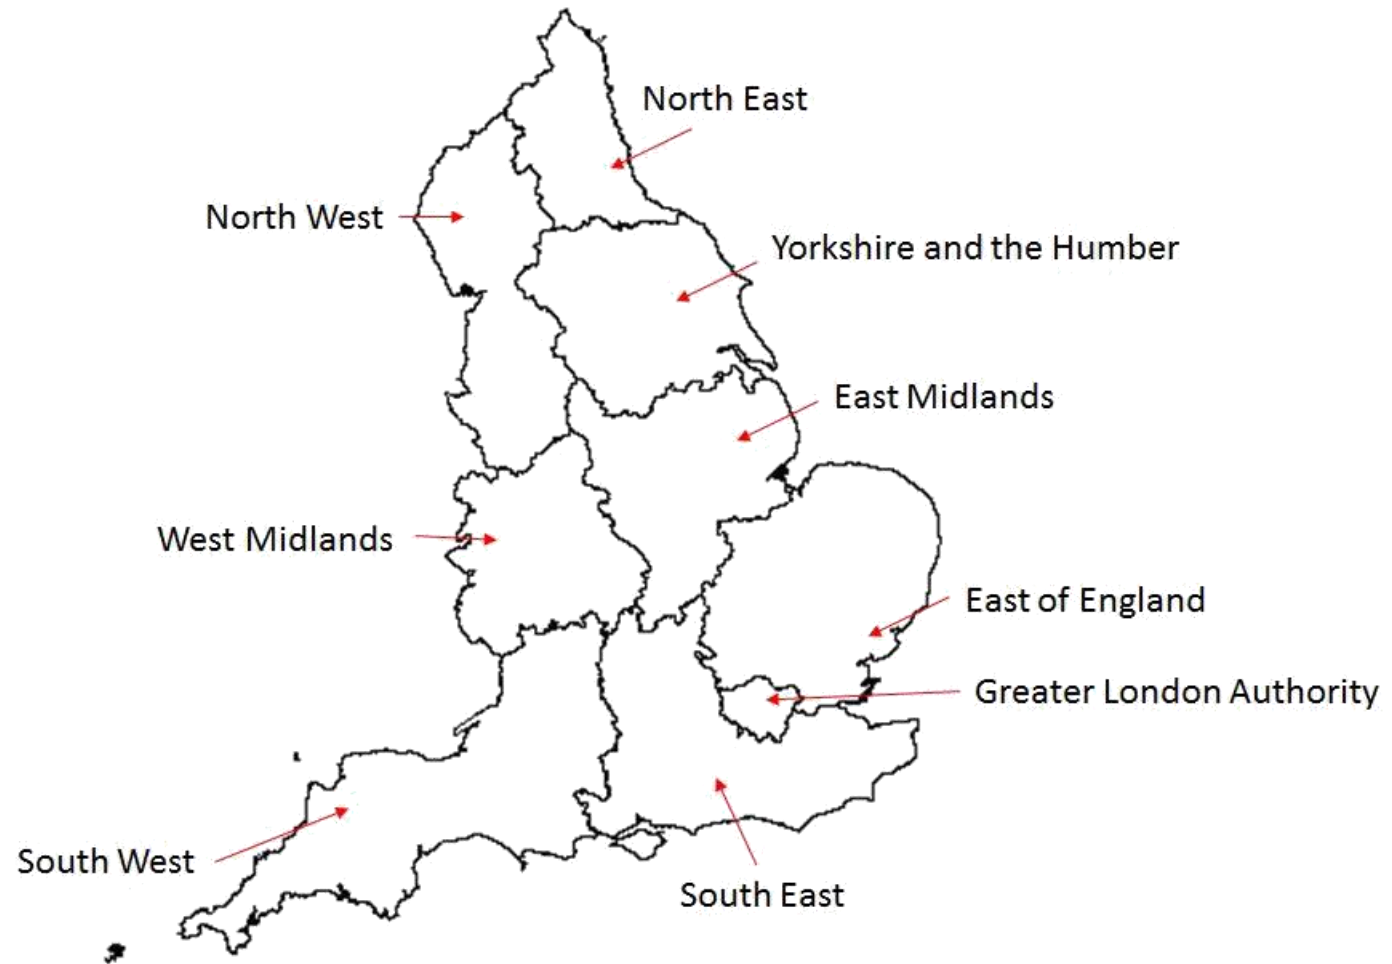 North East
North West
Yorkshire and the Humber
East Midlands
West Midlands
East of England
Greater London Authority
South West
South East